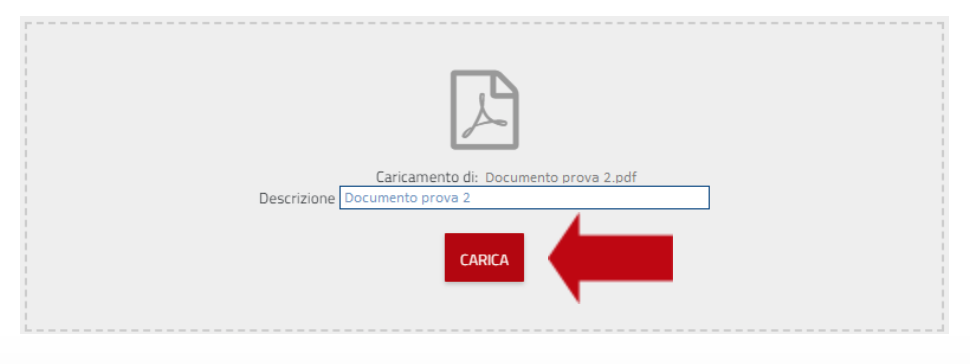 Caricamento di: Documento prova 2.pdf
Descrizione Documento prova 2
CARICA